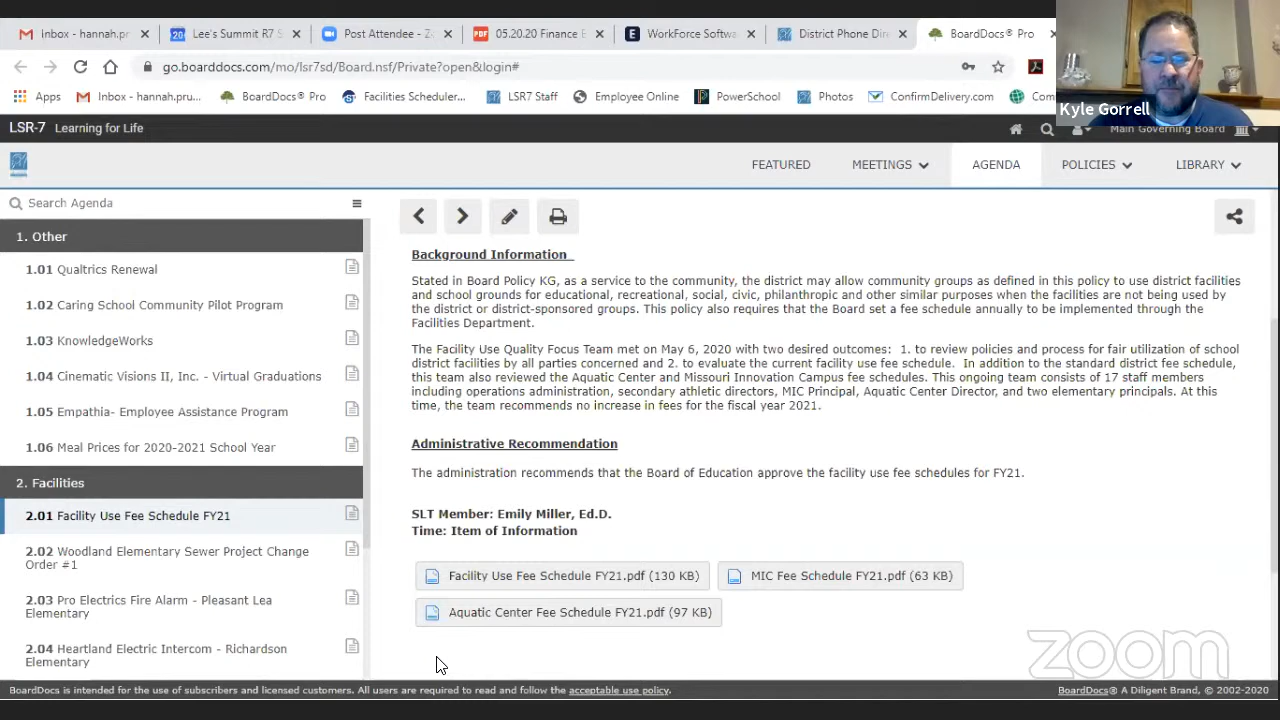 Inbox - hannah.pr
Lee's Summit R7 S
Post Attendee - Z
05.20.20 Finance
WorkForce Softwa
District Phone Dire
BoardDocs® Pro
go.boarddocs.com/mo/lsr7sd/Board.nsf/Private?open&login#
Apps
Inbox - hannah.pru...
BoardDocs® Pro
Facilities Scheduler...
LSR7 Staff
Employee Online
PowerSchool
Photos
ConfirmDelivery.com
Com
Kyle Gorrell
LSR-7 Learning for Life
Main Governing Board
FEATURED
MEETINGS
AGENDA
POLICIES
LIBRARY
Search Agenda
1. Other
1.01 Qualtrics Renewal
1.02 Caring School Community Pilot Program
1.03 KnowledgeWorks
1.04 Cinematic Visions II, Inc. - Virtual Graduations
1.05 Empathia- Employee Assistance Program
1.06 Meal Prices for 2020-2021 School Year
2. Facilities
2.01 Facility Use Fee Schedule FY21
2.02 Woodland Elementary Sewer Project Change
Order #1
2.03 Pro Electrics Fire Alarm - Pleasant Lea
Elementary
2.04 Heartland Electric Intercom - Richardson
Elementary
Background Information
Stated in Board Policy KG, as a service to the community, the district may allow community groups as defined in this policy to use district facilities
and school grounds for educational, recreational, social, civic, philanthropic and other similar purposes when the facilities are not being used by
the district or district-sponsored groups. This policy also requires that the Board set a fee schedule annually to be implemented through the
Facilities Department.
The Facility Use Quality Focus Team met on May 6, 2020 with two desired outcomes: 1. to review policies and process for fair utilization of school
district facilities by all parties concerned and 2. to evaluate the current facility use fee schedule. In addition to the standard district fee schedule,
this team also reviewed the Aquatic Center and Missouri Innovation Campus fee schedules. This ongoing team consists of 17 staff members
including operations administration, secondary athletic directors, MIC Principal, Aquatic Center Director, and two elementary principals. At this
time, the team recommends no increase in fees for the fiscal year 2021.
Administrative Recommendation
The administration recommends that the Board of Education approve the facility use fee schedules for FY21.
SLT Member: Emily Miller, Ed.D.
Time: Item of Information
Facility Use Fee Schedule FY21.pdf (130 KB)
MIC Fee Schedule FY21.pdf (63 KB)
Aquatic Center Fee Schedule FY21.pdf (97 KB)
zoom
BoardDocs is intended for the use of subscribers and licensed customers. All users are required to read and follow the acceptable use policy.
BoardDocs® A Diligent Brand, © 2002-2020